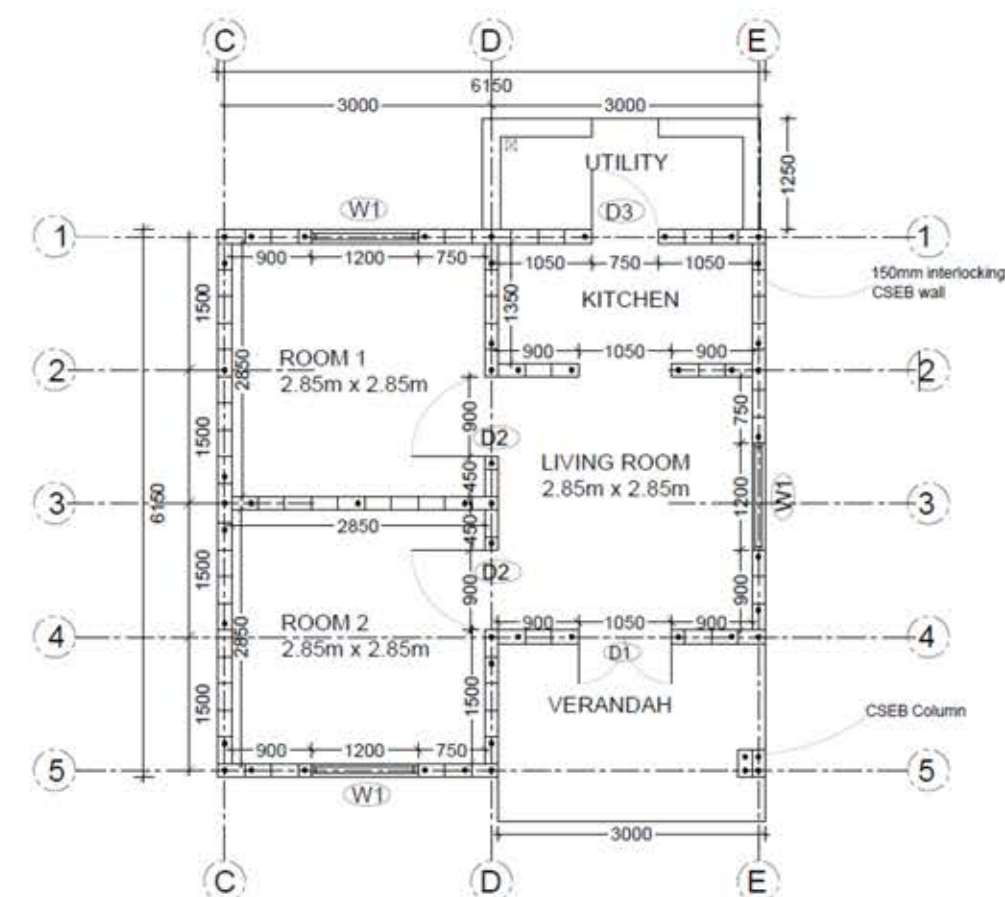 C D E
6150
3000 3000
UTILITY
1250
W1 D3
1 1
900 1200 750 1050 750 1050
150mm interlocking
CSEB wall
KITCHEN
1500 1350
900 1050 900
ROOM 1
2.85m x 2.85m
2850
2 2
900 750
1500
D2
LIVING ROOM
2.85m x 2.85m
450
1200
W1
6150
3 3
2850
450
D2
1500 900 900
ROOM 2
2.85m x 2.85m
2850
900 1050 900
4 4
D1
VERANDAH
1500 1500
CSEB Column
900 1200 750
5 5
W1
3000
C D E